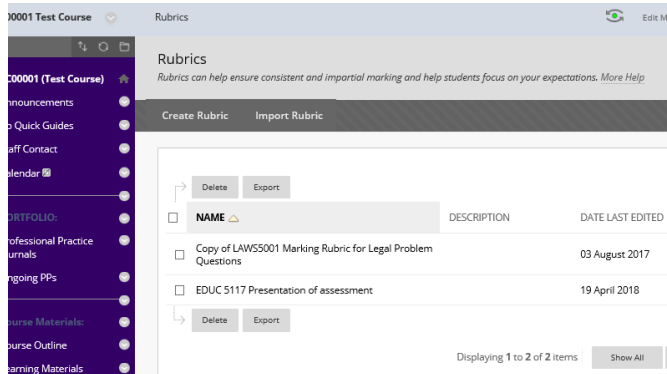 00001 Test Course
Rubrics
Edit M
Rubrics
Rubrics can help ensure consistent and impartial marking and help students focus on your expectations. More Help
C00001 (Test Course)
nnouncements
Quick Guides
aff Contact
alendar
Create Rubric Import Rubric
Delete Export
NAME DESCRIPTION DATE LAST EDITED
Copy of LAWS5001 Marking Rubric for Legal Problem
Questions
03 August 2017
EDUC 5117 Presentation of assessment 19 April 2018
Delete Export
Displaying 1 to 2 of 2 items Show All
ORTFOLIO:
rofessional Practice
urnals
ngoing PPs
ourse Materials:
ourse Outline
earning Materials